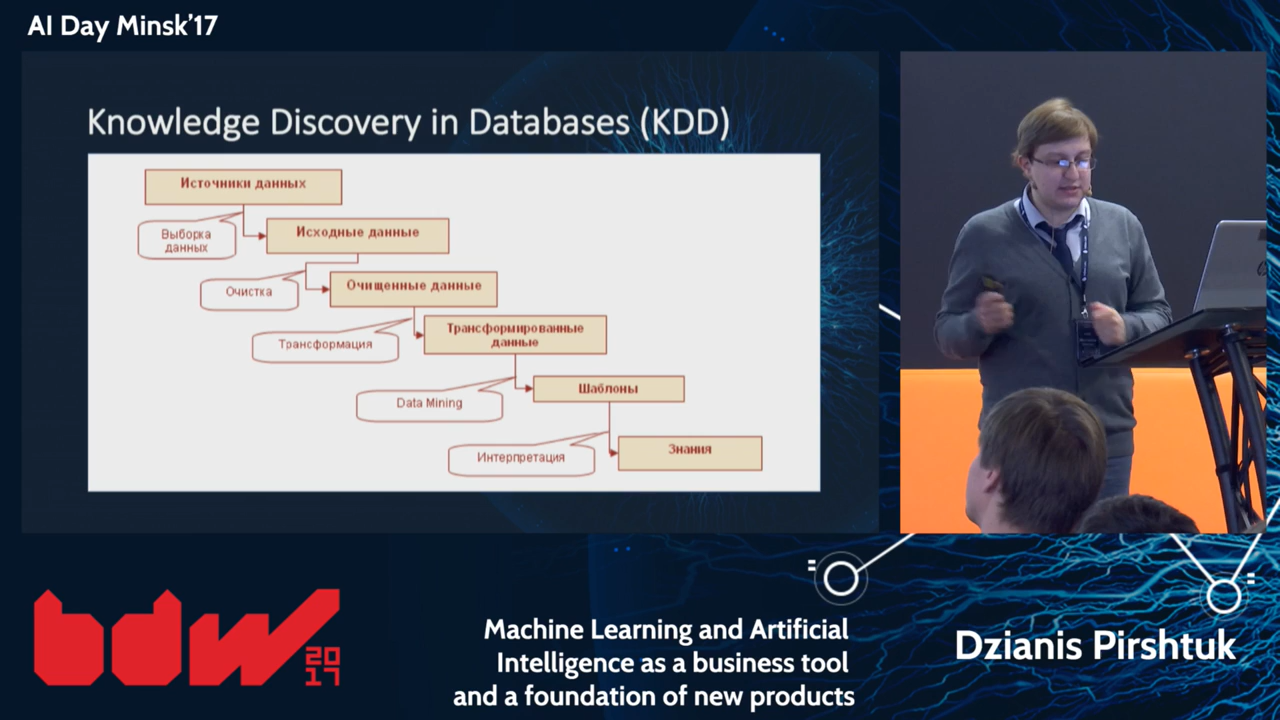 AI Day Minsk’17
Knowledge Discovery in Databases (KDD)
Источники данных
Выборка
данных
Исходные данные
Очистка
Очищенные данные
Трансформация
Трансформированные
данные
Data Mining
Шаблоны
Интерпретация
Знания
bdw
20
17
Machine Learning and Artificial
Intelligence as a business tool
and a foundation of new products
Dzianis Pirshtuk